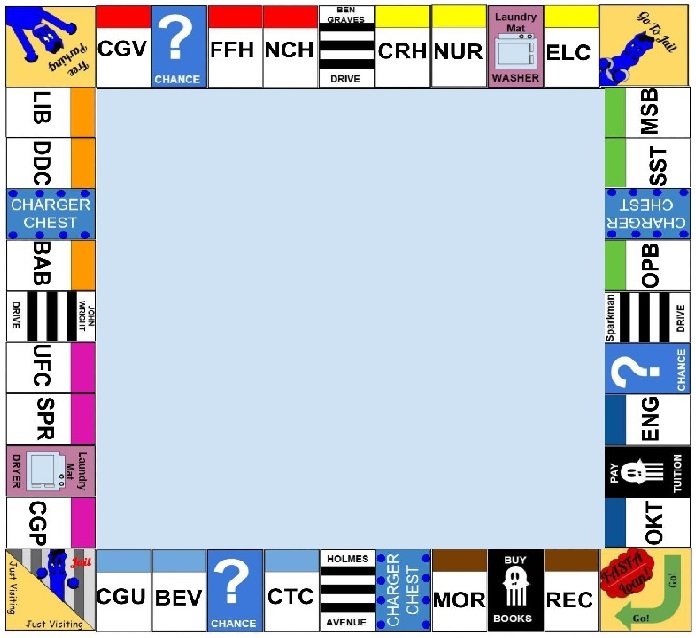 Free
Parking
CGV
?
CHANCE
FFH
NCH
BEN
GRAVES
DRIVE
CRH
NUR
Laundry
Mat
WASHER
ELC
Go To Jail
LIB
DDC
CHARGER
CHEST
BAB
JOHN
WRIGHT
DRIVE
UFC
SPR
Laundry
Mat
DRYER
CGP
MSB
SST
CHARGER
CHEST
OPB
Sparkman
DRIVE
?
CHANCE
ENG
PAY
TUITION
OKT
Jail
Just Visiting
Just Visiting
CGU
BEV
?
CHANCE
CTC
HOLMES
AVENUE
CHARGER
CHEST
MOR
BUY
BOOKS
REC
FASFA
Loan!
Go!
Go!